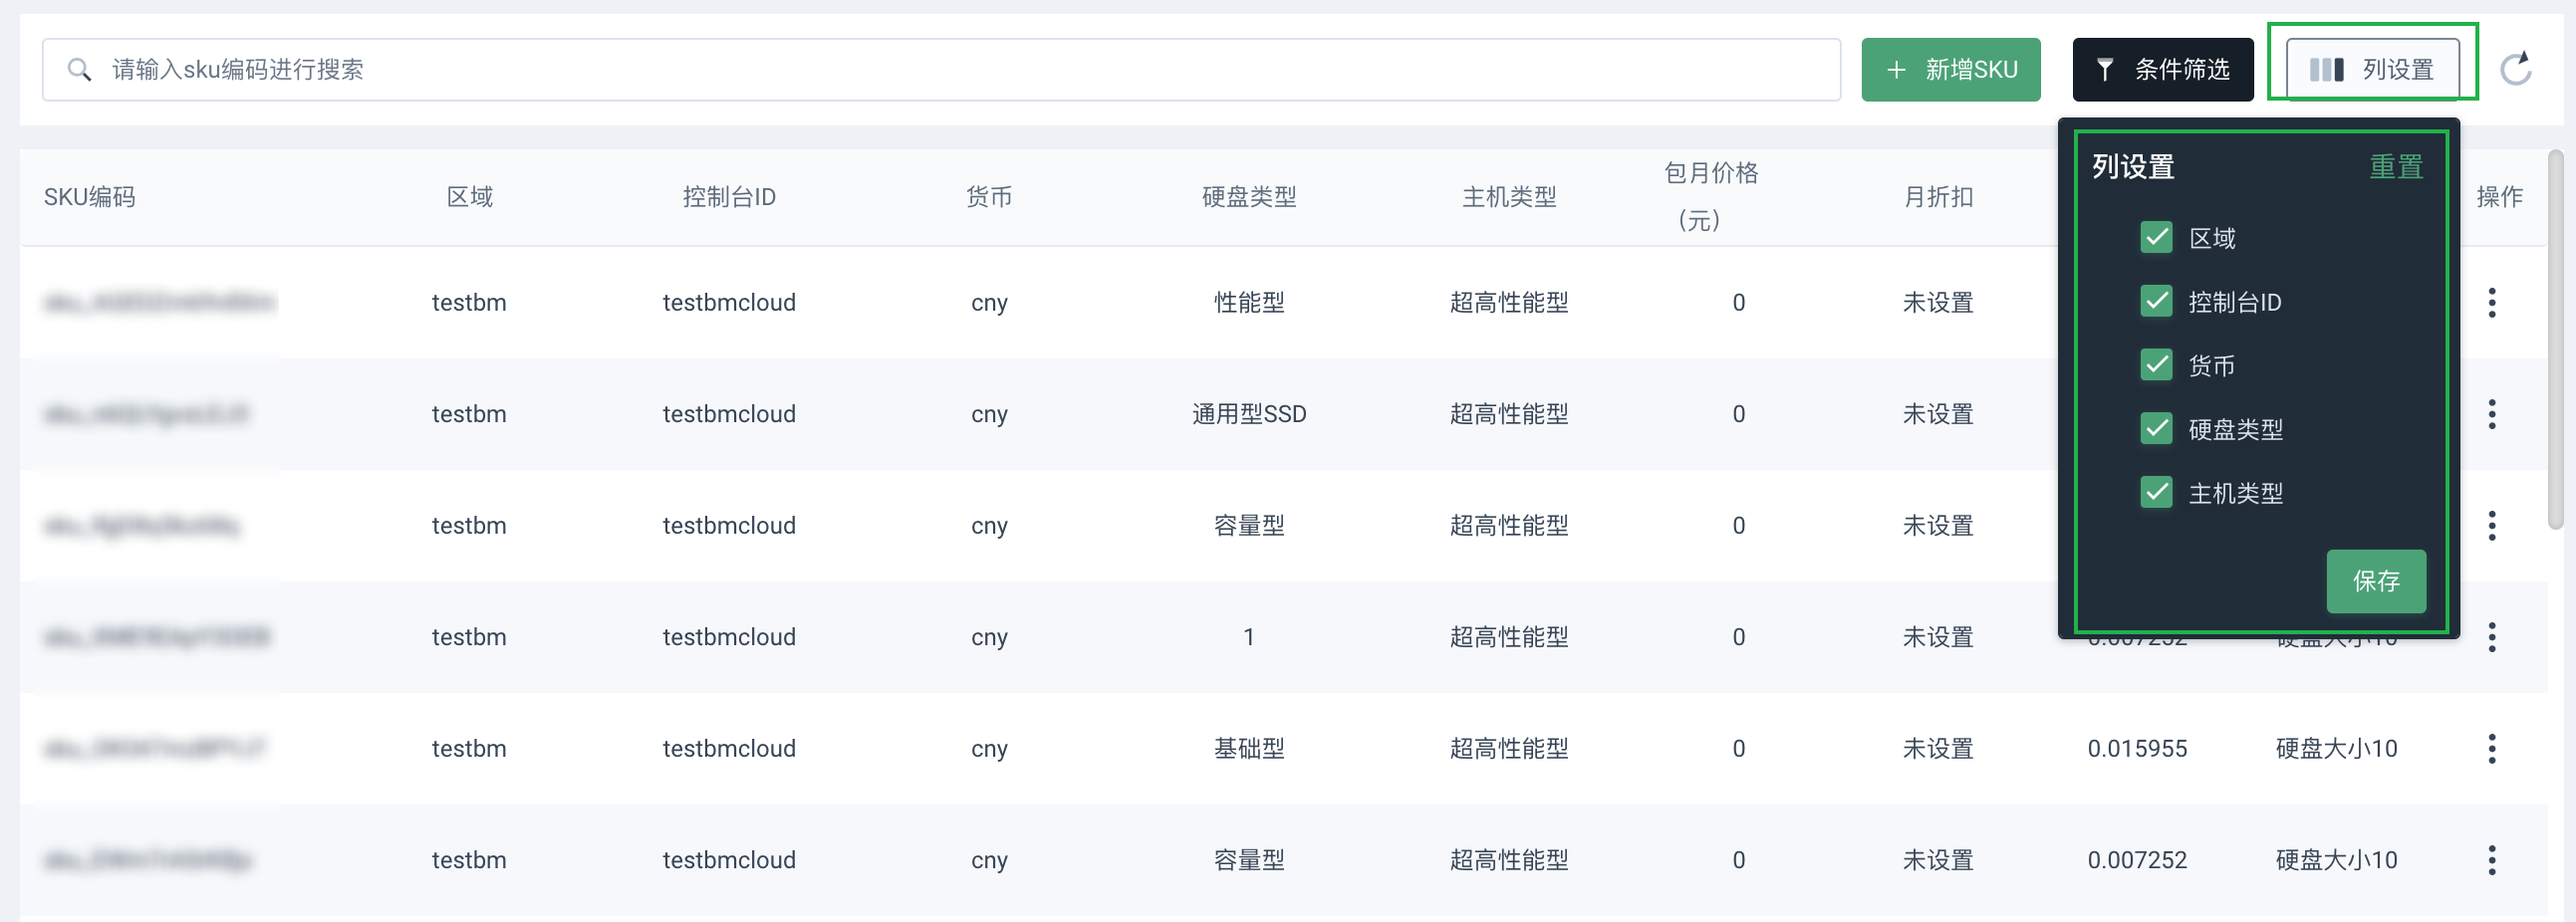 请输入sku编码进行搜索
新增SKU
条件筛选
列设置
SKU编码 区域 控制台ID 货币 硬盘类型 主机类型 包月价格（元） 月折扣 操作
列设置 重置
区域
控制台ID
货币
硬盘类型
主机类型
保存
testbm testbmcloud cny 性能型 超高性能型 0 未设置
testbm testbmcloud cny 通用型SSD 超高性能型 0 未设置
testbm testbmcloud cny 容量型 超高性能型 0 未设置
testbm testbmcloud cny 1 超高性能型 0 未设置 0.007252 硬盘大小10
testbm testbmcloud cny 基础型 超高性能型 0 未设置 0.015955 硬盘大小10
testbm testbmcloud cny 容量型 超高性能型 0 未设置 0.007252 硬盘大小10